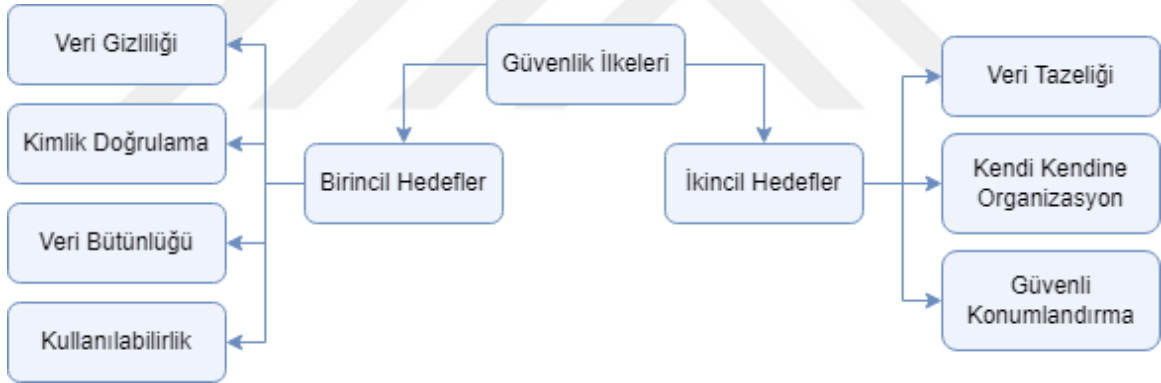 Güvenlik İlkeleri
Birincil Hedefler
Veri Gizliliği
Kimlik Doğrulama
Veri Bütünlüğü
Kullanılabilirlik
İkincil Hedefler
Veri Tazeliği
Kendi Kendine
Organizasyon
Güvenli
Konumlandırma